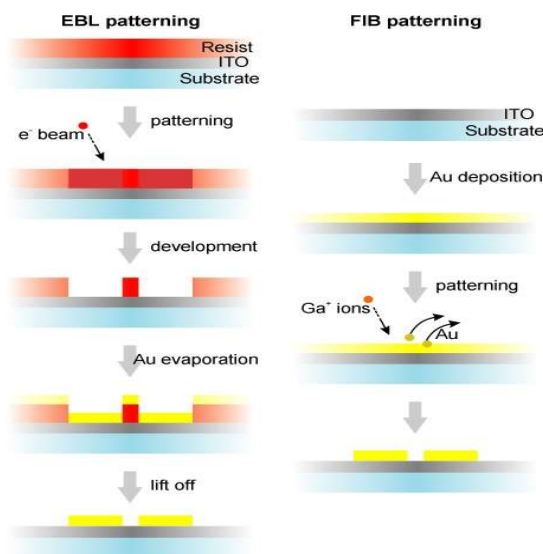 EBL patterning
Resist
ITO
Substrate
patterning
e⁻ beam
development
Au evaporation
lift off
FIB patterning
ITO
Substrate
Au deposition
patterning
Ga⁺ ions
Au